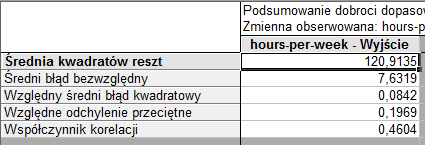 Podsumowanie dobroci dopasow
Zmienna obserwowana: hours-p
hours-per-week - Wyjście
Średnia kwadratów reszt 120,9135
Średni błąd bezwzględny 7,6319
Względny średni błąd kwadratowy 0,0842
Względne odchylenie przeciętne 0,1969
Współczynnik korelacji 0,4604